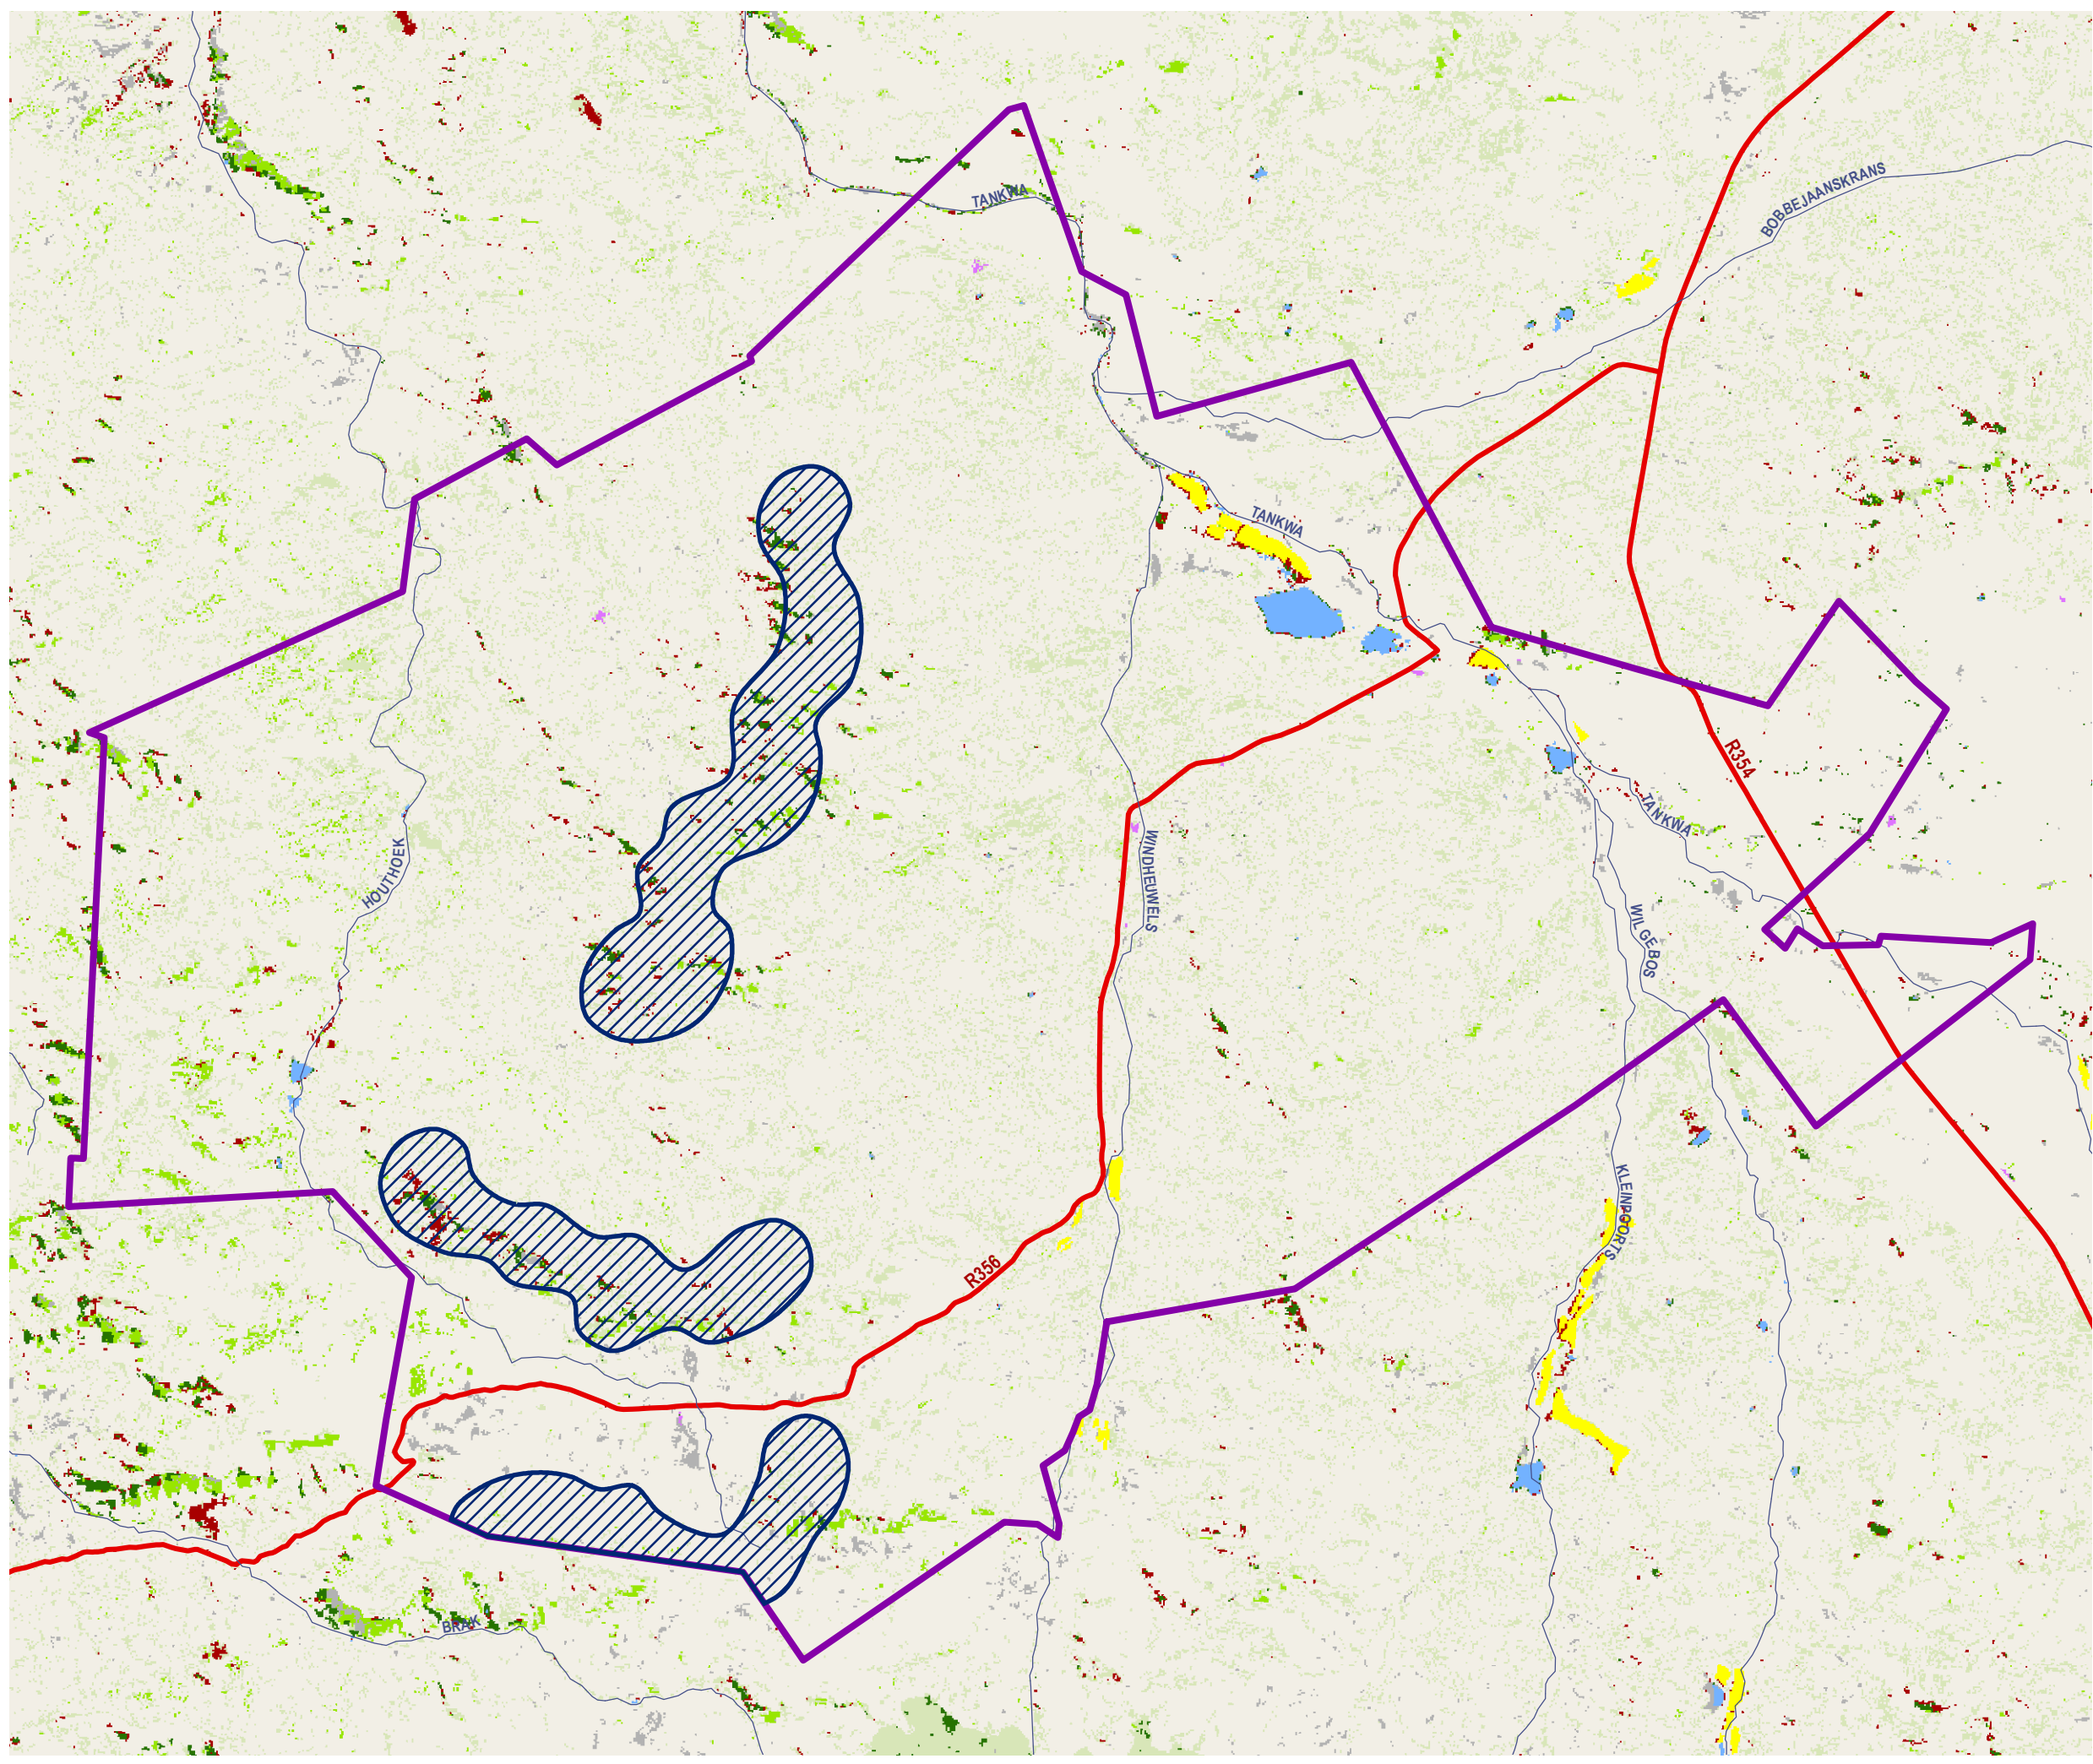 BOBBEJAANSKRANS
TANKWA
TANKWA
R354
TANKWA
HOUTHOEK
WINDHEUWELS
WILGEBOS
KLEINPOORTS
R356
BRAK